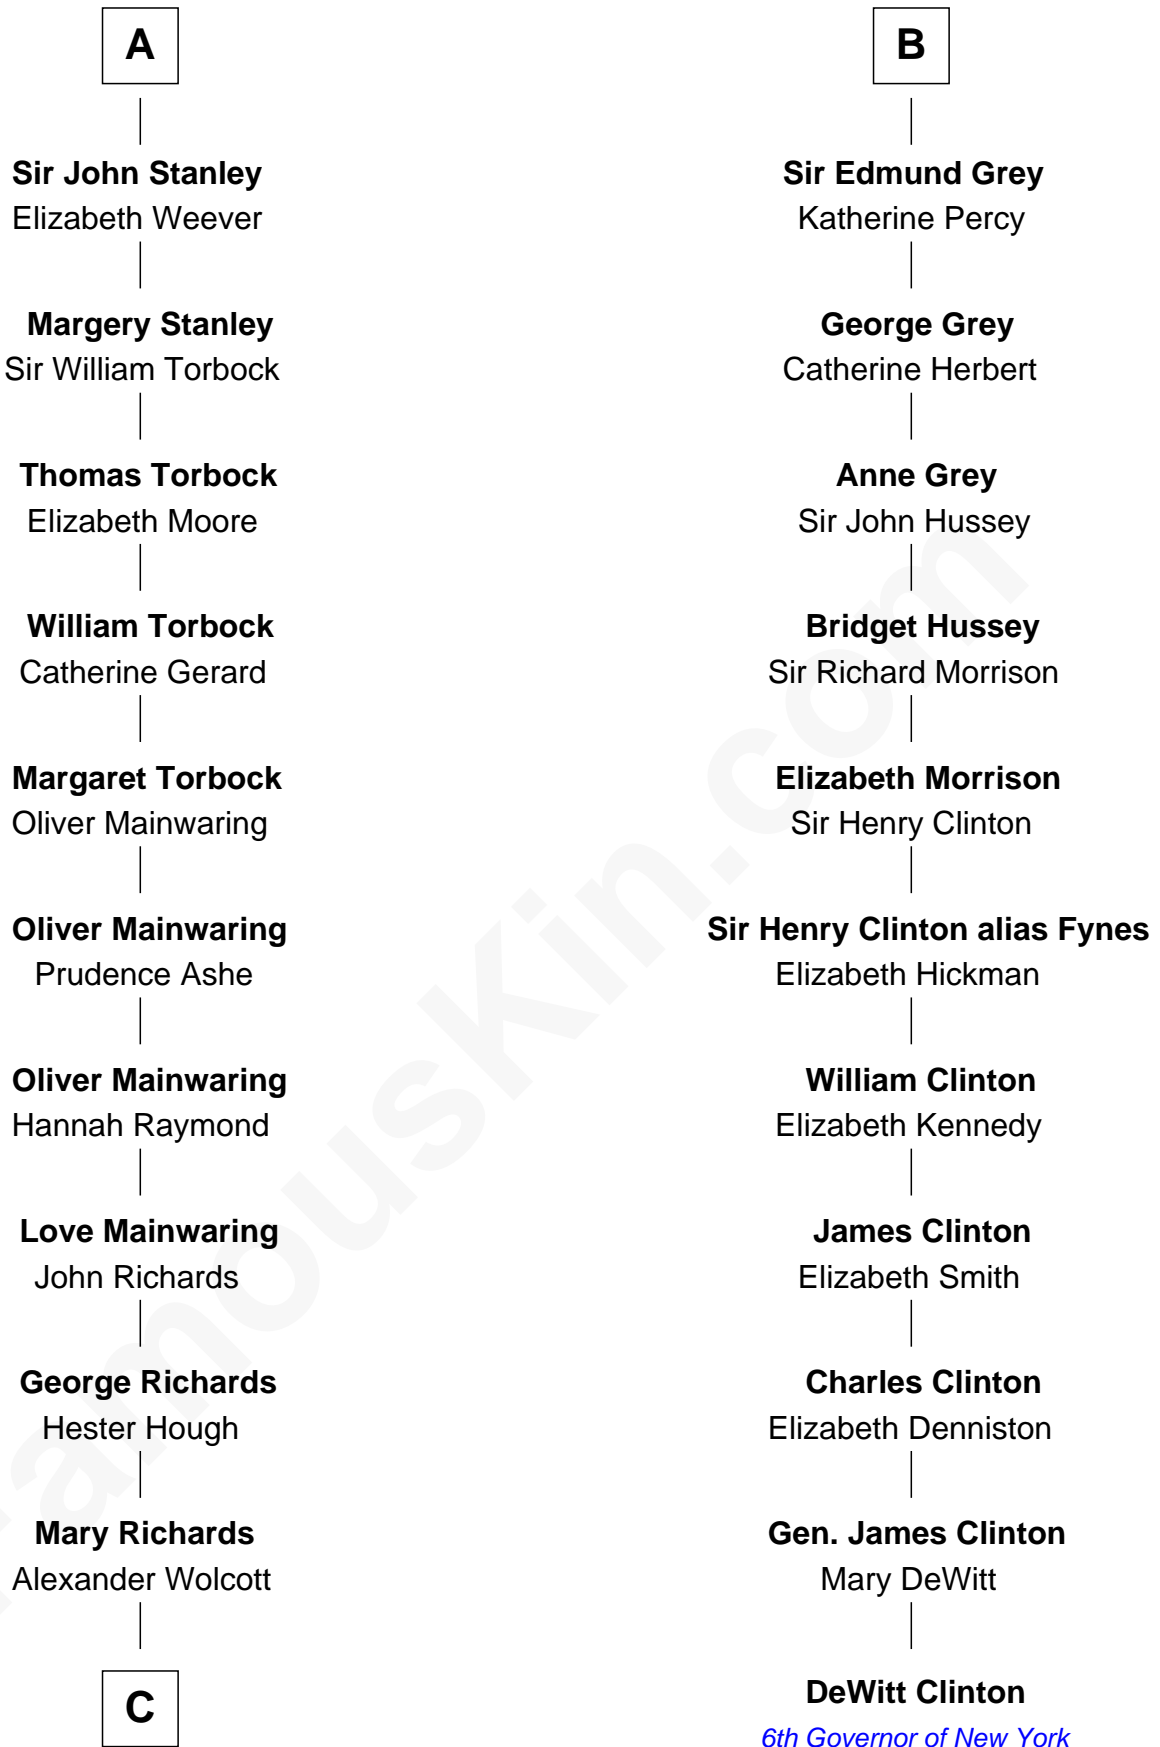 A
Sir John Stanley
Elizabeth Weever
Margery Stanley
Sir William Torbock
Thomas Torbock
Elizabeth Moore
William Torbock
Catherine Gerard
Margaret Torbock
Oliver Mainwaring
Oliver Mainwaring
Prudence Ashe
Oliver Mainwaring
Hannah Raymond
Love Mainwaring
John Richards
George Richards
Hester Hough
Mary Richards
Alexander Wolcott
C
B
Sir Edmund Grey
Katherine Percy
George Grey
Catherine Herbert
Anne Grey
Sir John Hussey
Bridget Hussey
Sir Richard Morrison
Elizabeth Morrison
Sir Henry Clinton
Sir Henry Clinton alias Fynes
Elizabeth Hickman
William Clinton
Elizabeth Kennedy
James Clinton
Elizabeth Smith
Charles Clinton
Elizabeth Denniston
Gen. James Clinton
Mary DeWitt
DeWitt Clinton
6th Governor of New York
FamousKin.com